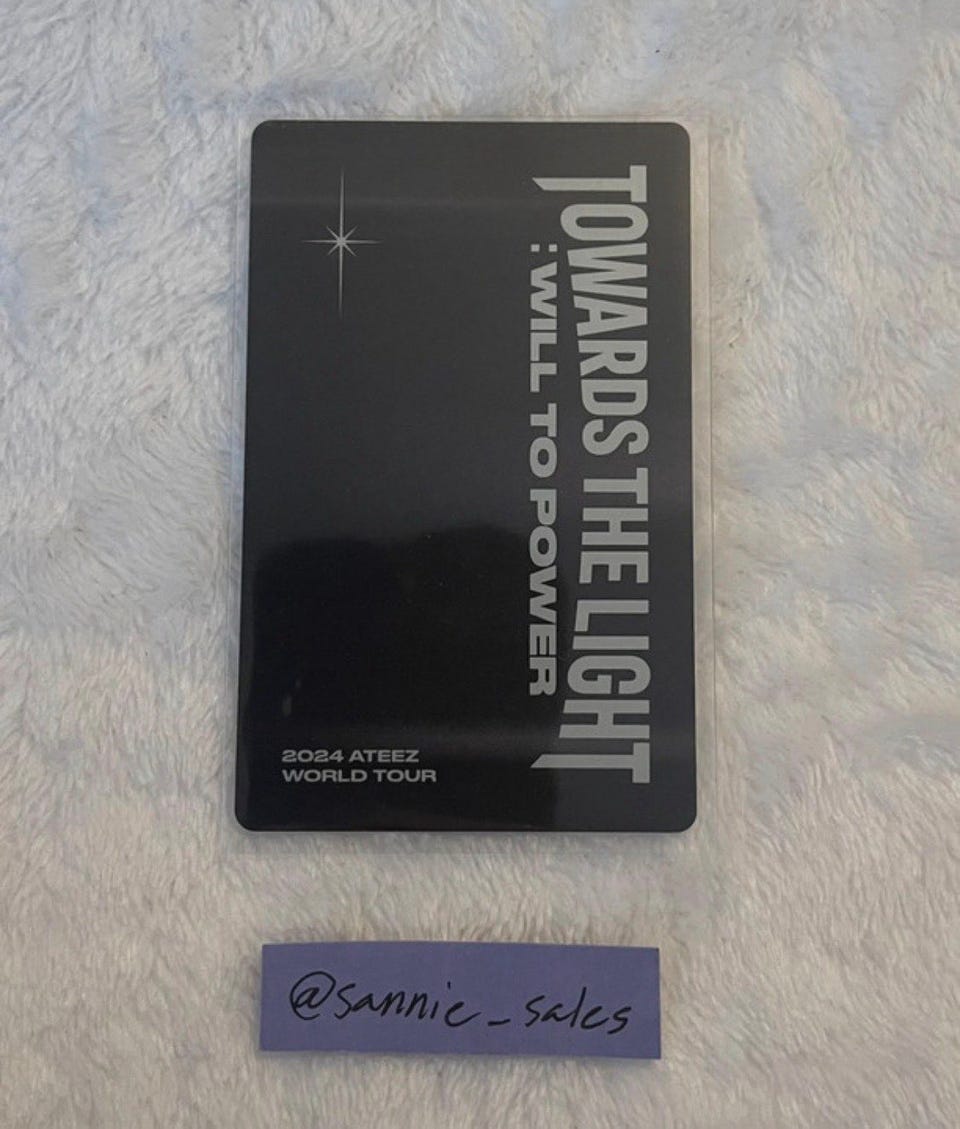 TOWARDS THE LIGHT
: WILL TO POWER
2024 ATEEZ
WORLD TOUR
@sannie_sales